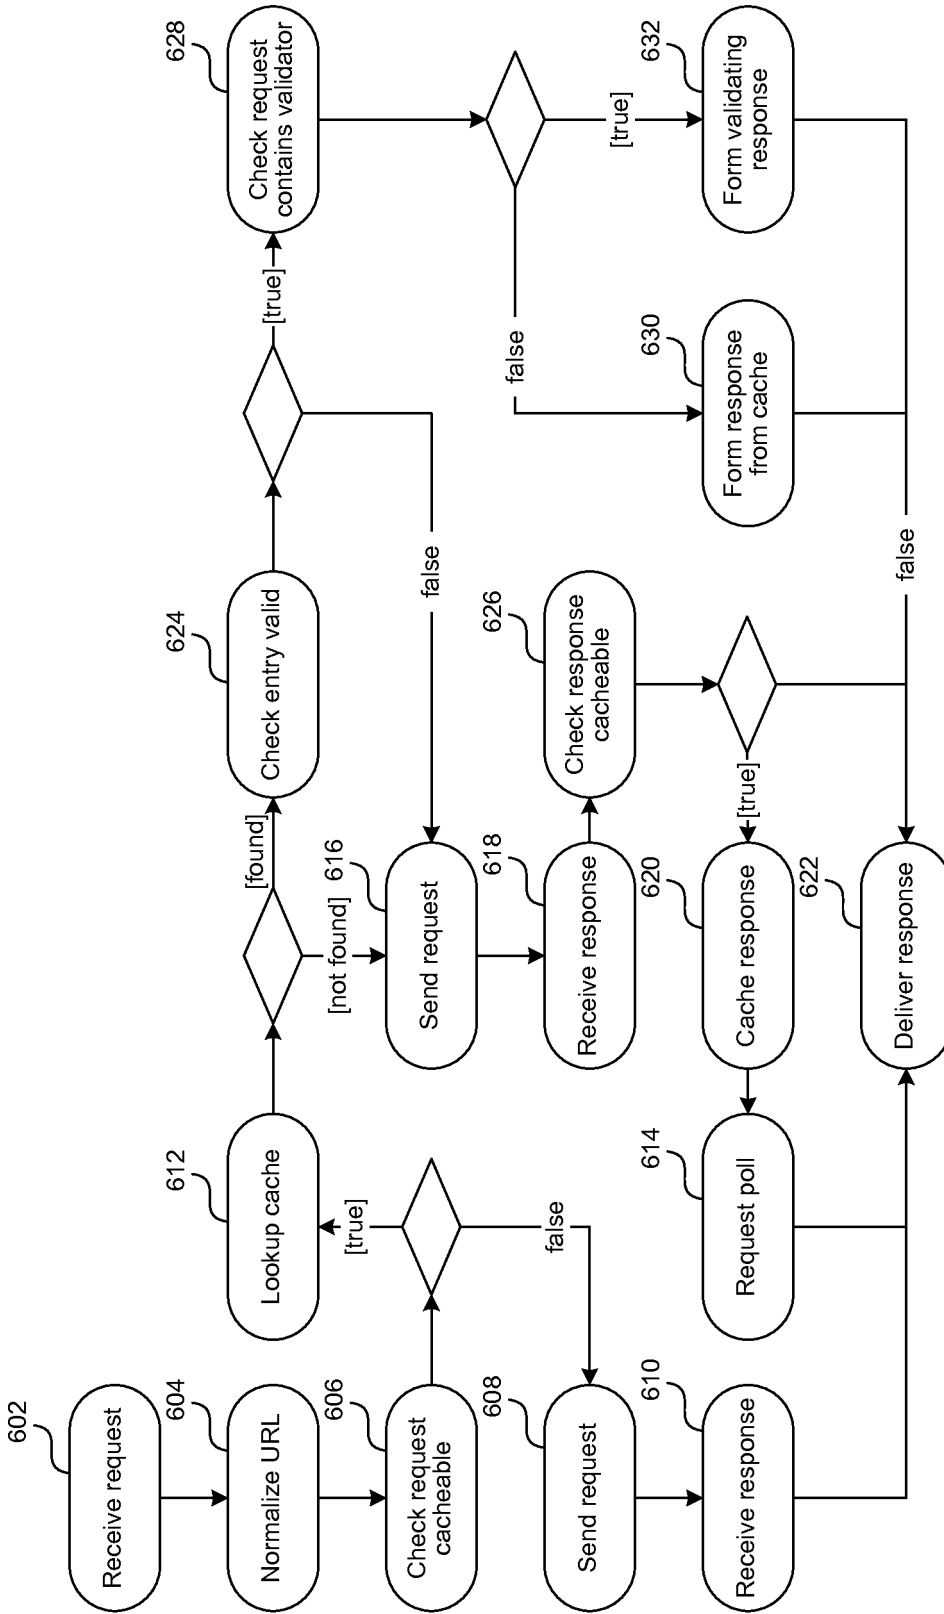 602
Receive request
604
Normalize URL
606
Check request
cacheable
608
Send request
610
Receive response
612
Lookup cache
[true]
false
614
Request poll
[found]
[not found]
616
Send request
618
Receive response
620
Cache response
622
Deliver response
624
Check entry valid
[true]
false
626
Check response
cacheable
[true]
false
628
Check request
contains validator
[true]
false
630
Form response
from cache
632
Form validating
response